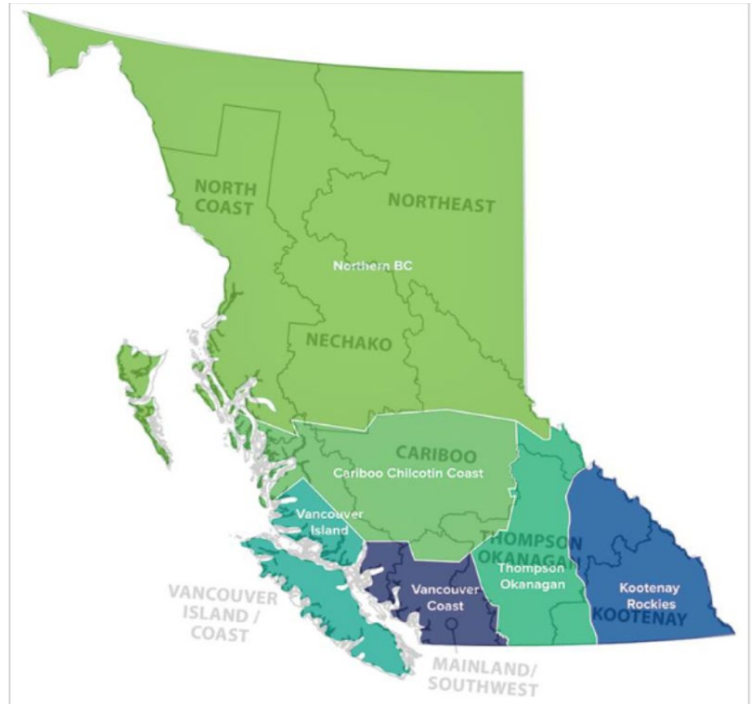 NORTH
COAST
NORTHEAST
Northern BC
NECHAKO
CARIBOO
Cariboo Chilcotin Coast
Vancouver
Island
THOMPSON
OKANAGAN
Thompson
Okanagan
Vancouver
Coast
Kootenay
Rockies
KOOTENAY
VANCOUVER
ISLAND /
COAST
MAINLAND/
SOUTHWEST